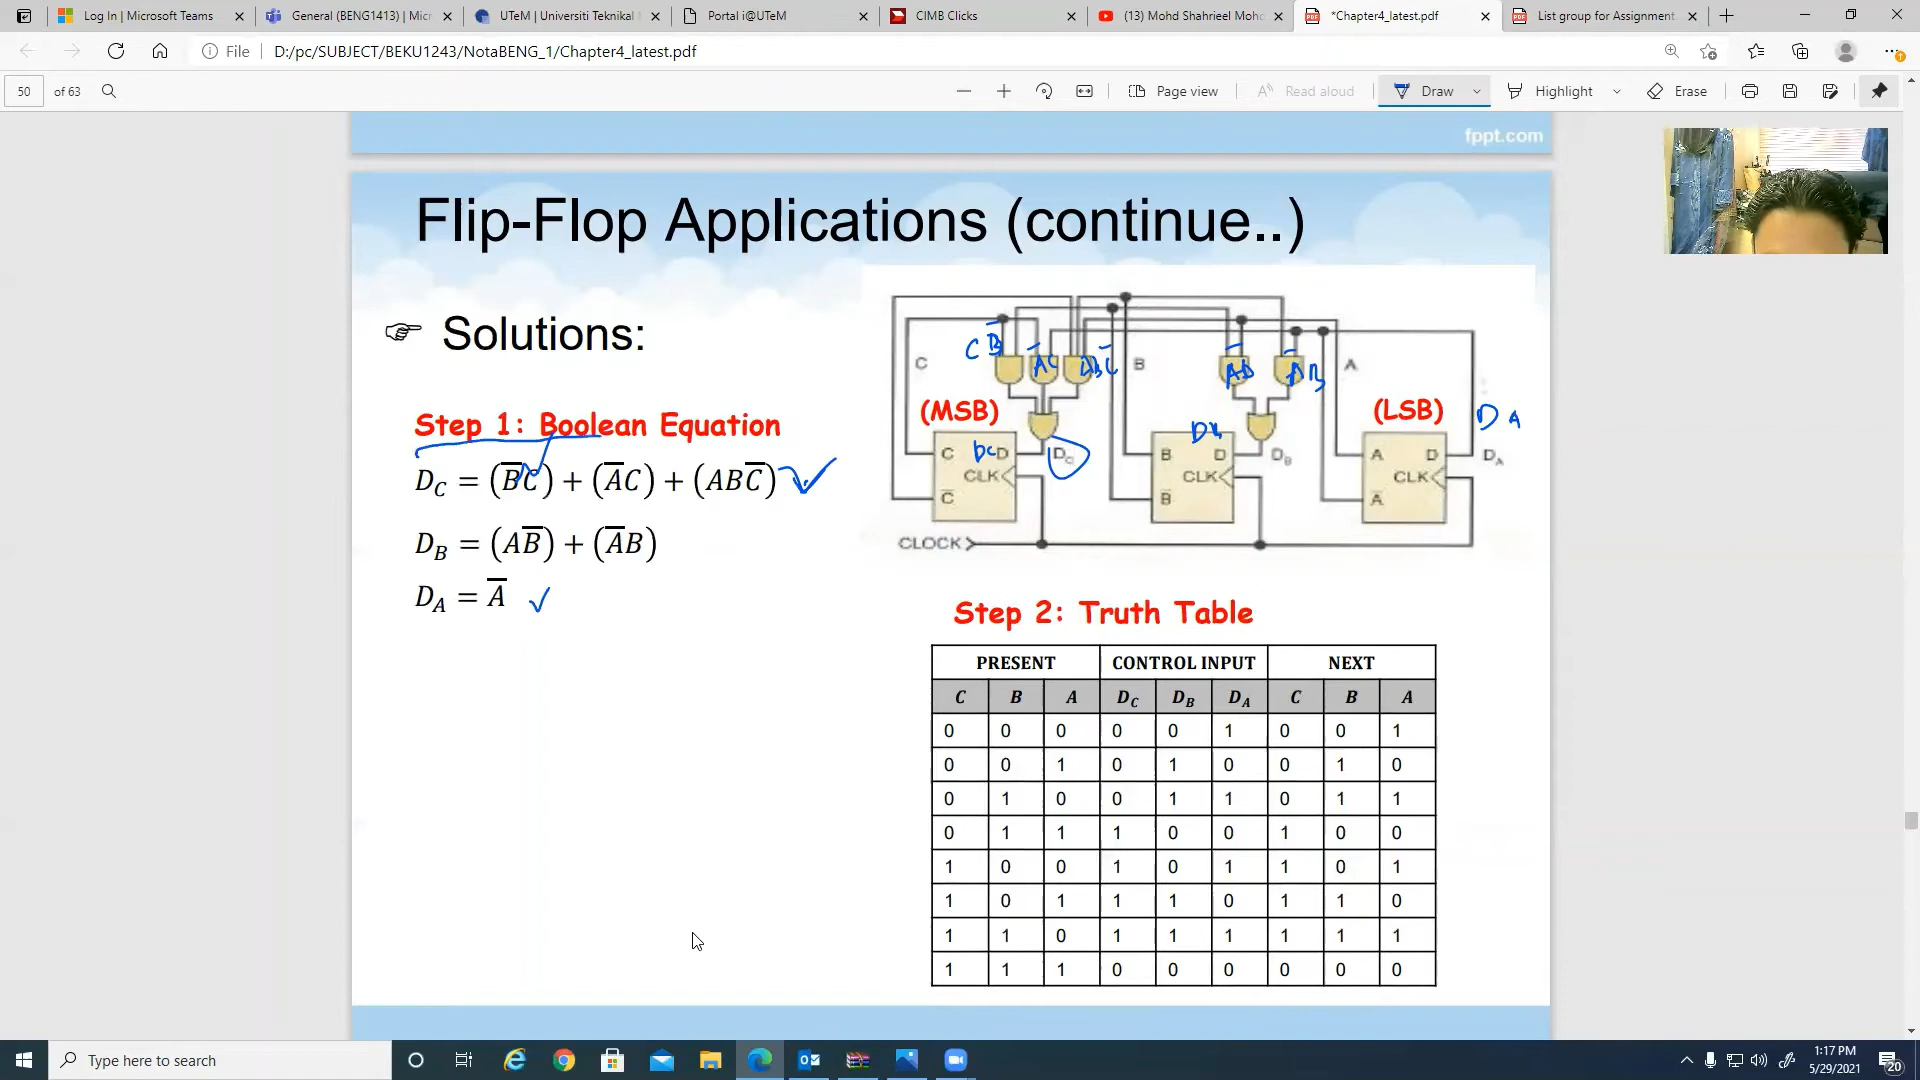 Log In | Microsoft Teams
General (BENG1413) | Micr
UTeM | Universiti Teknikal
Portal i@UTeM
CIMB Clicks
(13) Mohd Shahrieel Moho
*Chapter4_latest.pdf
List group for Assignment
File D:/pc/SUBJECT/BEKU1243/NotaBENG_1/Chapter4_latest.pdf
50 of 63
Page view
Read aloud
Draw
Highlight
Erase
fppt.com
Flip-Flop Applications (continue..)
☞ Solutions:
Step 1: Boolean Equation
D_C = (B̅C) + (A̅C) + (ABC̅)
D_B = (AB̅) + (A̅B)
D_A = A̅
CB̅
A̅C
ABC̅
AB̅
A̅B
C B A
(MSB) (LSB)
D_A
C DC D D_C
CLK
C̅
B D D_B
CLK
B̅
A D D_A
CLK
A̅
CLOCK
Step 2: Truth Table
PRESENT CONTROL INPUT NEXT
C B A D_C D_B D_A C B A
0 0 0 0 0 1 0 0 1
0 0 1 0 1 0 0 1 0
0 1 0 0 1 1 0 1 1
0 1 1 1 0 0 1 0 0
1 0 0 1 0 1 1 0 1
1 0 1 1 1 0 1 1 0
1 1 0 1 1 1 1 1 1
1 1 1 0 0 0 0 0 0
Type here to search
1:17 PM
5/29/2021
20